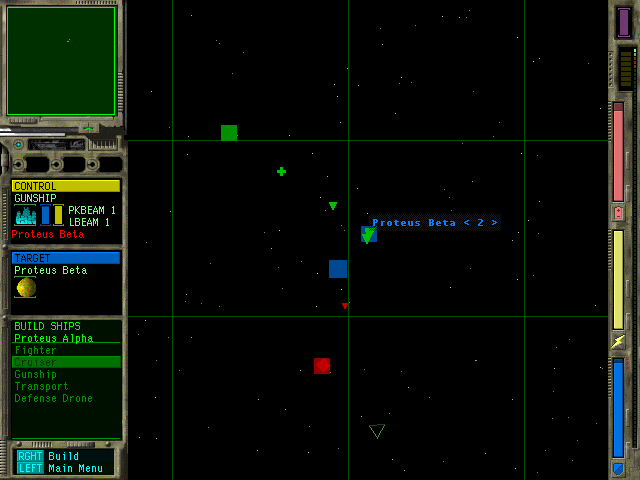 CONTROL
GUNSHIP
PKBEAM 1
LBEAM 1
Proteus Beta
TARGET
Proteus Beta
BUILD SHIPS
Proteus Alpha
Fighter
Cruiser
Gunship
Transport
Defense Drone
RGHT Build
LEFT Main Menu
Proteus Beta < 2 >